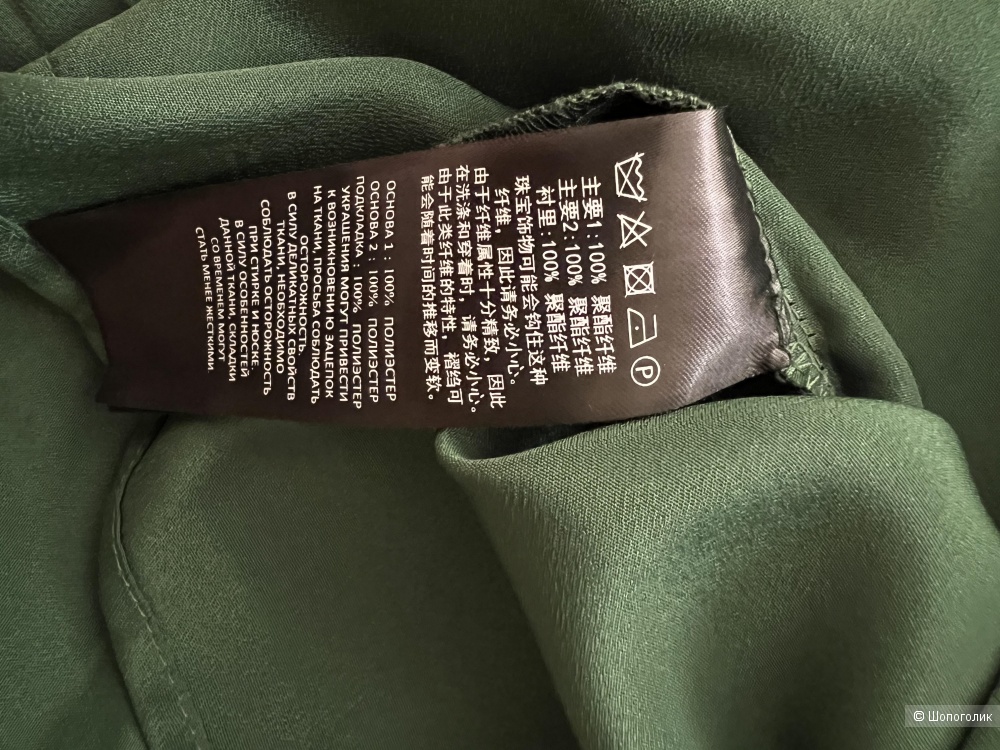 主要1：100% 聚酯纤维
主要2：100% 聚酯纤维
衬里：100% 聚酯纤维
珠宝饰物可能会钩住这种
纤维，因此请务必小心。
由于纤维属性十分精致，因此
在洗涤和穿着时，请务必小心。
由于此类纤维的特性，褶绉可
能会随着时间的推移而变软。
ОСНОВА 1 : 100% ПОЛИЭСТЕР
ОСНОВА 2 : 100% ПОЛИЭСТЕР
ПОДКЛАДКА : 100% ПОЛИЭСТЕР
УКРАШЕНИЯ МОГУТ ПРИВЕСТИ
К ВОЗНИКНОВЕНИЮ ЗАЦЕПОК
НА ТКАНИ, ПРОСЬБА СОБЛЮДАТЬ
ОСТОРОЖНОСТЬ.
В СИЛУ ДЕЛИКАТНЫХ СВОЙСТВ
ТКАНИ НЕОБХОДИМО
СОБЛЮДАТЬ ОСТОРОЖНОСТЬ
ПРИ СТИРКЕ И НОСКЕ.
В СИЛУ ОСОБЕННОСТЕЙ
ДАННОЙ ТКАНИ, СКЛАДКИ
СО ВРЕМЕНЕМ МОГУТ
СТАТЬ МЕНЕЕ ЖЕСТКИМИ.
P
© Шопоголик